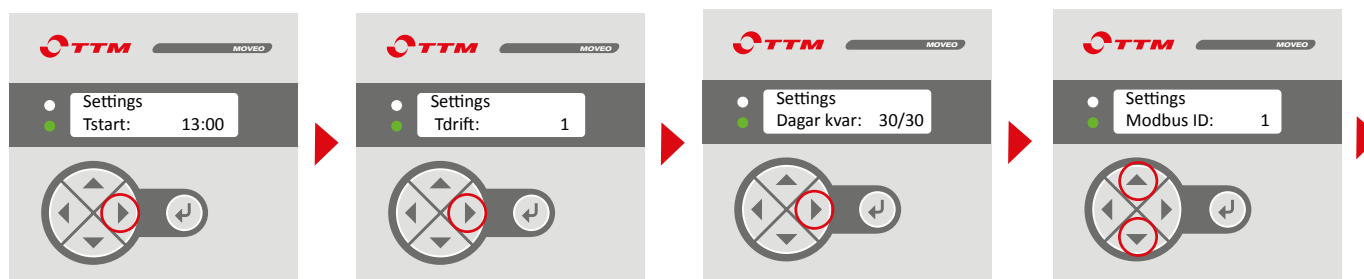 TTM MOVEO
Settings
Tstart: 13:00
TTM MOVEO
Settings
Tdrift: 1
TTM MOVEO
Settings
Dagar kvar: 30/30
TTM MOVEO
Settings
Modbus ID: 1